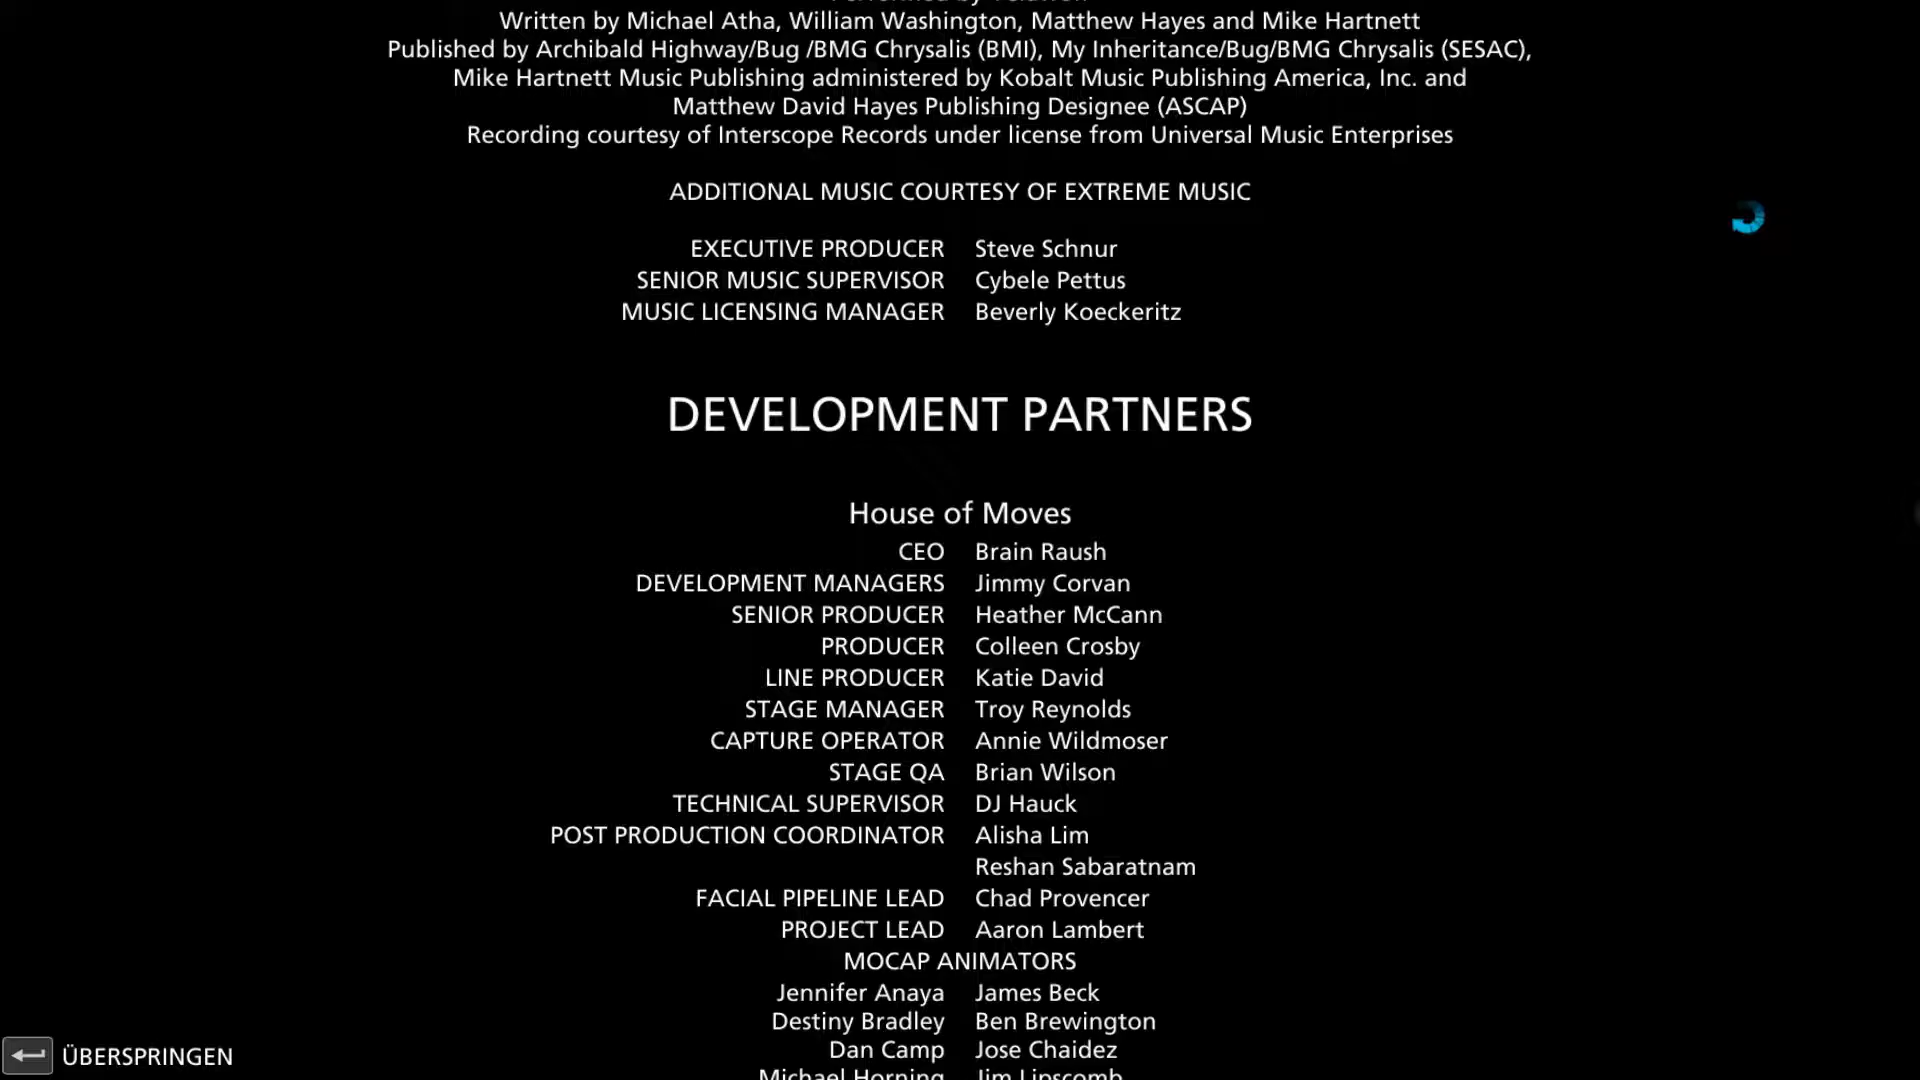 Written by Michael Atha, William Washington, Matthew Hayes and Mike Hartnett
Published by Archibald Highway/Bug /BMG Chrysalis (BMI), My Inheritance/Bug/BMG Chrysalis (SESAC),
Mike Hartnett Music Publishing administered by Kobalt Music Publishing America, Inc. and
Matthew David Hayes Publishing Designee (ASCAP)
Recording courtesy of Interscope Records under license from Universal Music Enterprises
ADDITIONAL MUSIC COURTESY OF EXTREME MUSIC
EXECUTIVE PRODUCER Steve Schnur
SENIOR MUSIC SUPERVISOR Cybele Pettus
MUSIC LICENSING MANAGER Beverly Koeckeritz
DEVELOPMENT PARTNERS
House of Moves
CEO Brain Raush
DEVELOPMENT MANAGERS Jimmy Corvan
SENIOR PRODUCER Heather McCann
PRODUCER Colleen Crosby
LINE PRODUCER Katie David
STAGE MANAGER Troy Reynolds
CAPTURE OPERATOR Annie Wildmoser
STAGE QA Brian Wilson
TECHNICAL SUPERVISOR DJ Hauck
POST PRODUCTION COORDINATOR Alisha Lim
Reshan Sabaratnam
FACIAL PIPELINE LEAD Chad Provencer
PROJECT LEAD Aaron Lambert
MOCAP ANIMATORS
Jennifer Anaya James Beck
Destiny Bradley Ben Brewington
Dan Camp Jose Chaidez
Michael Horning Jim Lipscomb
ÜBERSPRINGEN